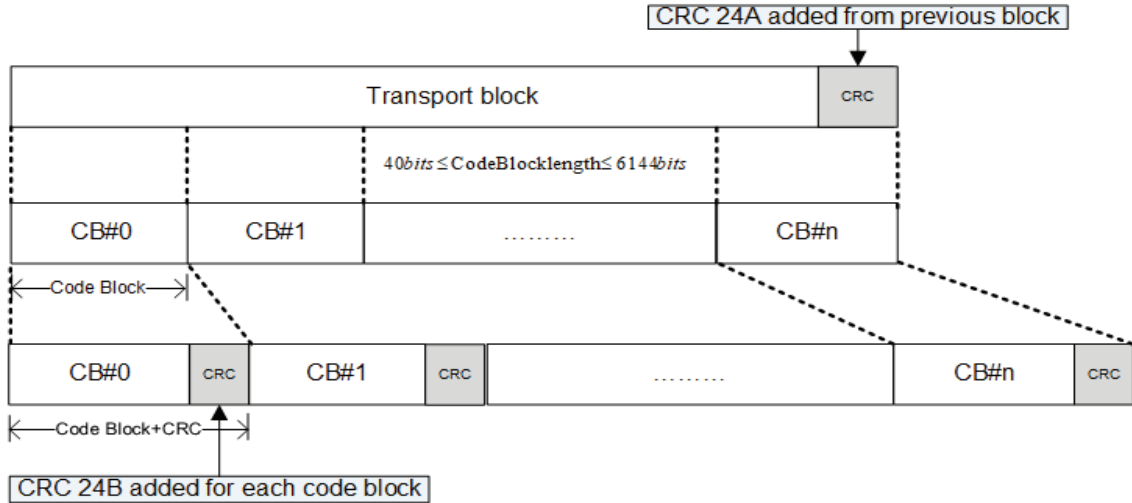 CRC 24A added from previous block
Transport block CRC
40bits ≤CodeBlocklength≤ 6144bits
CB#0 CB#1 ……… CB#n
Code Block
CB#0 CRC CB#1 CRC ……… CB#n CRC
Code Block+CRC
CRC 24B added for each code block